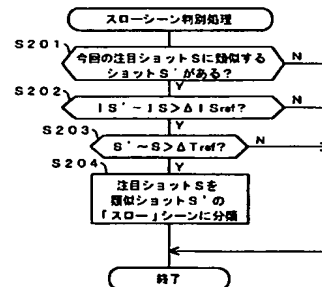 スローシーン判別処理
S201
今回の注目ショットSに類似する
ショットS'がある?
N
Y
S202
IS'~IS>ΔISref?
N
Y
S203
S'~S>ΔTref?
N
Y
S204
注目ショットSを
類似ショットS'の
「スロー」シーンに分類
終了